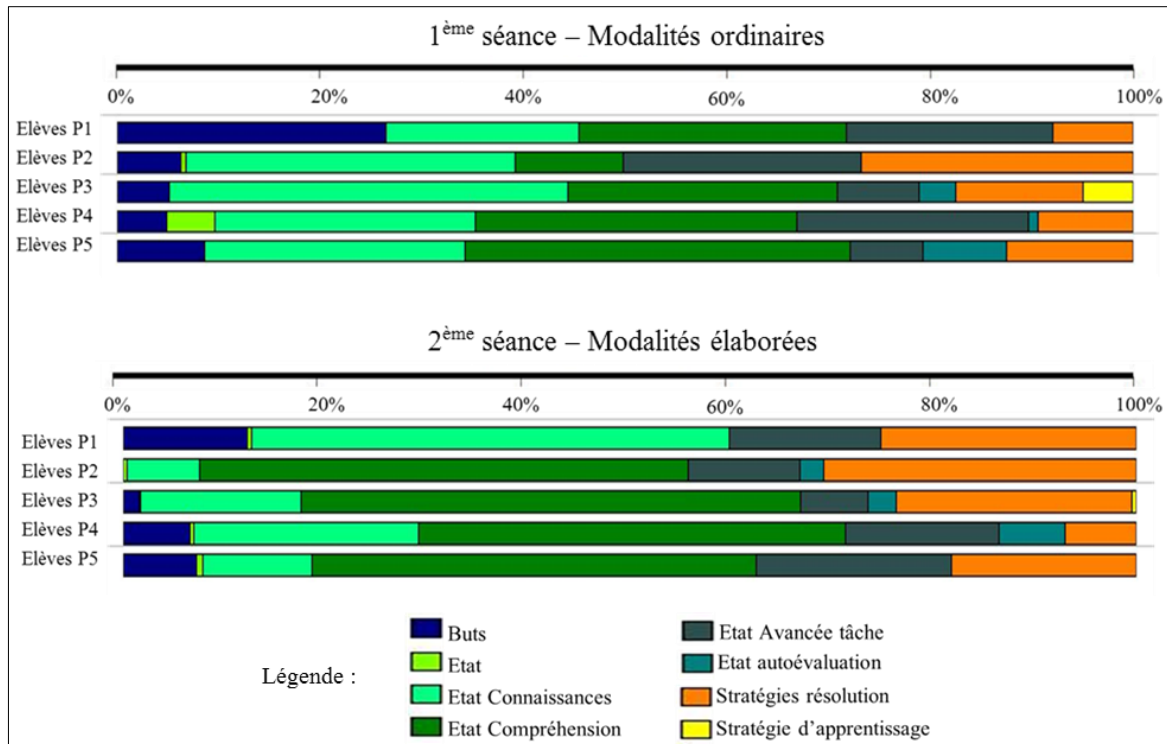 1ème séance – Modalités ordinaires
0% 20% 40% 60% 80% 100%
Elèves P1
Elèves P2
Elèves P3
Elèves P4
Elèves P5
2ème séance – Modalités élaborées
0% 20% 40% 60% 80% 100%
Elèves P1
Elèves P2
Elèves P3
Elèves P4
Elèves P5
Légende :
Buts
Etat
Etat Connaissances
Etat Compréhension
Etat Avancée tâche
Etat autoévaluation
Stratégies résolution
Stratégie d'apprentissage